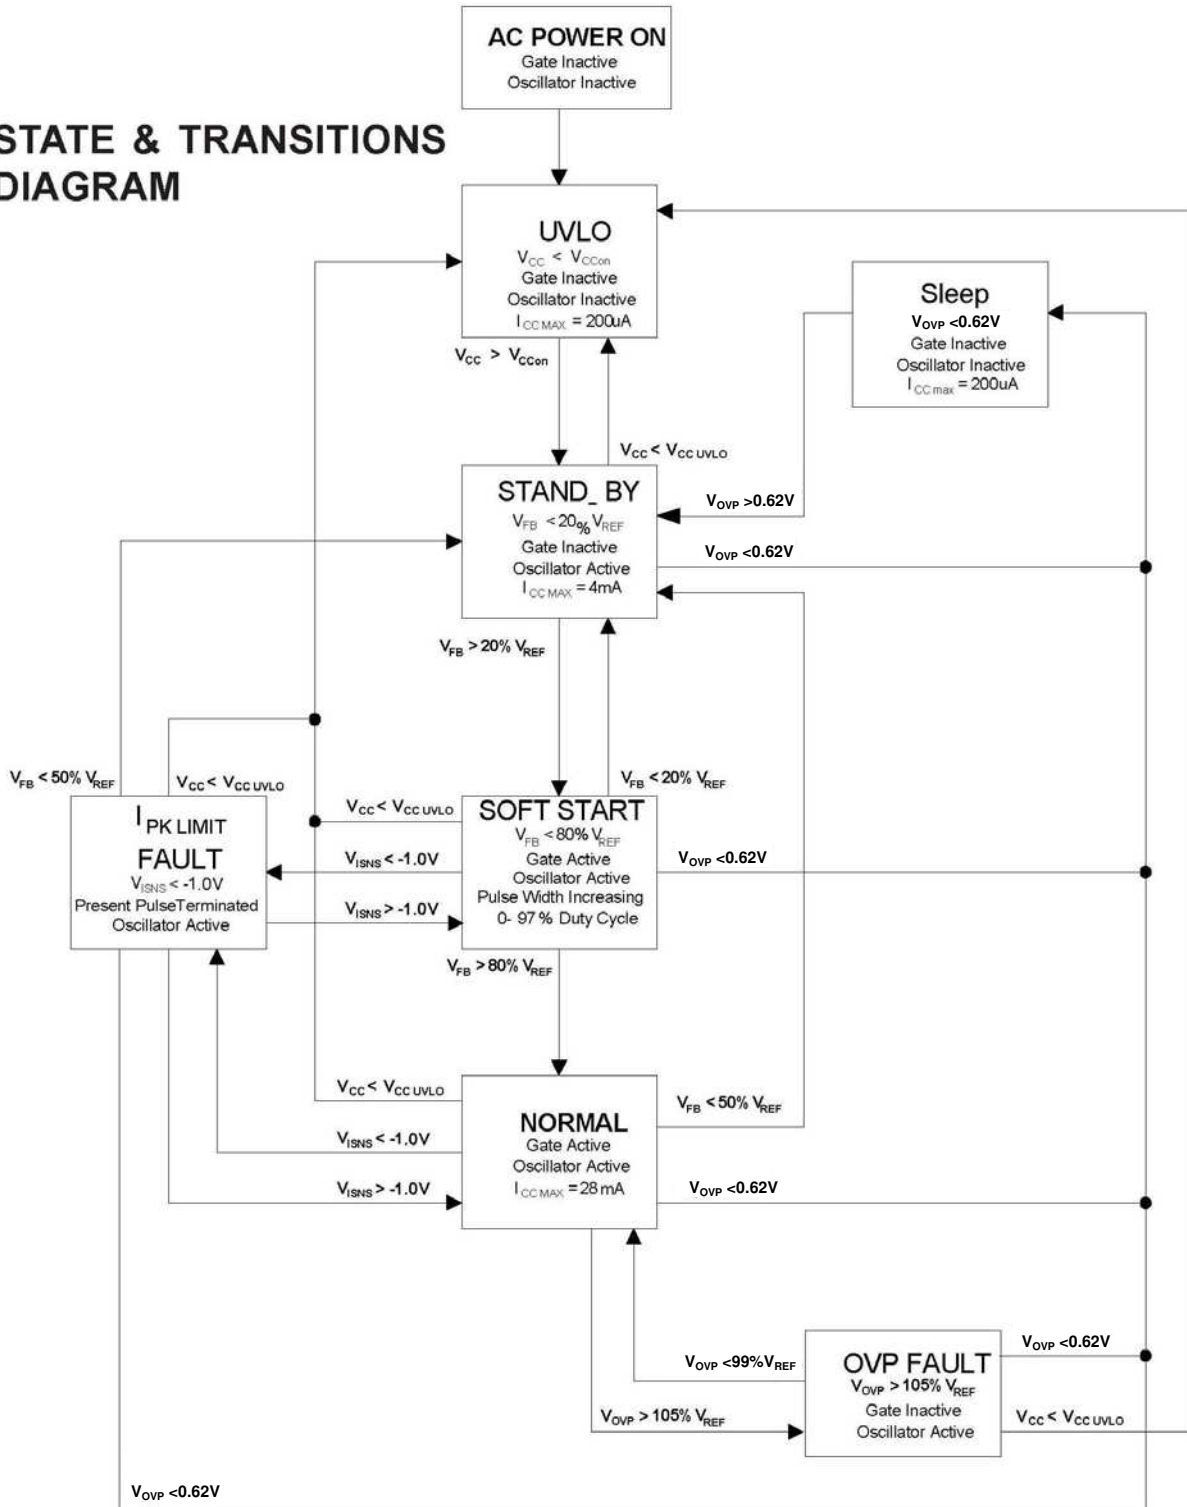 AC POWER ON
Gate Inactive
Oscillator Inactive
STATE & TRANSITIONS
DIAGRAM
UVLO
VCC < VCCon
Gate Inactive
Oscillator Inactive
ICC MAX = 200uA
Sleep
VOVP <0.62V
Gate Inactive
Oscillator Inactive
ICC max = 200uA
VCC > VCCon
VCC < VCC UVLO
STAND_BY
VFB <20% VREF
Gate Inactive
Oscillator Active
ICC MAX = 4mA
VOVP >0.62V
VOVP <0.62V
VFB > 20% VREF
VFB < 50% VREF
VCC < VCC UVLO
VFB < 20% VREF
IPK LIMIT
FAULT
VISNS < -1.0V
Present PulseTerminated
Oscillator Active
VCC < VCC UVLO
VISNS < -1.0V
VISNS > -1.0V
SOFT START
VFB < 80% VREF
Gate Active
Oscillator Active
Pulse Width Increasing
0- 97 % Duty Cycle
VOVP <0.62V
VFB > 80% VREF
VCC < VCC UVLO
VISNS < -1.0V
VISNS > -1.0V
NORMAL
Gate Active
Oscillator Active
ICC MAX = 28 mA
VFB < 50% VREF
VOVP <0.62V
VOVP <99%VREF
VOVP > 105% VREF
OVP FAULT
VOVP > 105% VREF
Gate Inactive
Oscillator Active
VOVP <0.62V
VCC < VCC UVLO
VOVP <0.62V